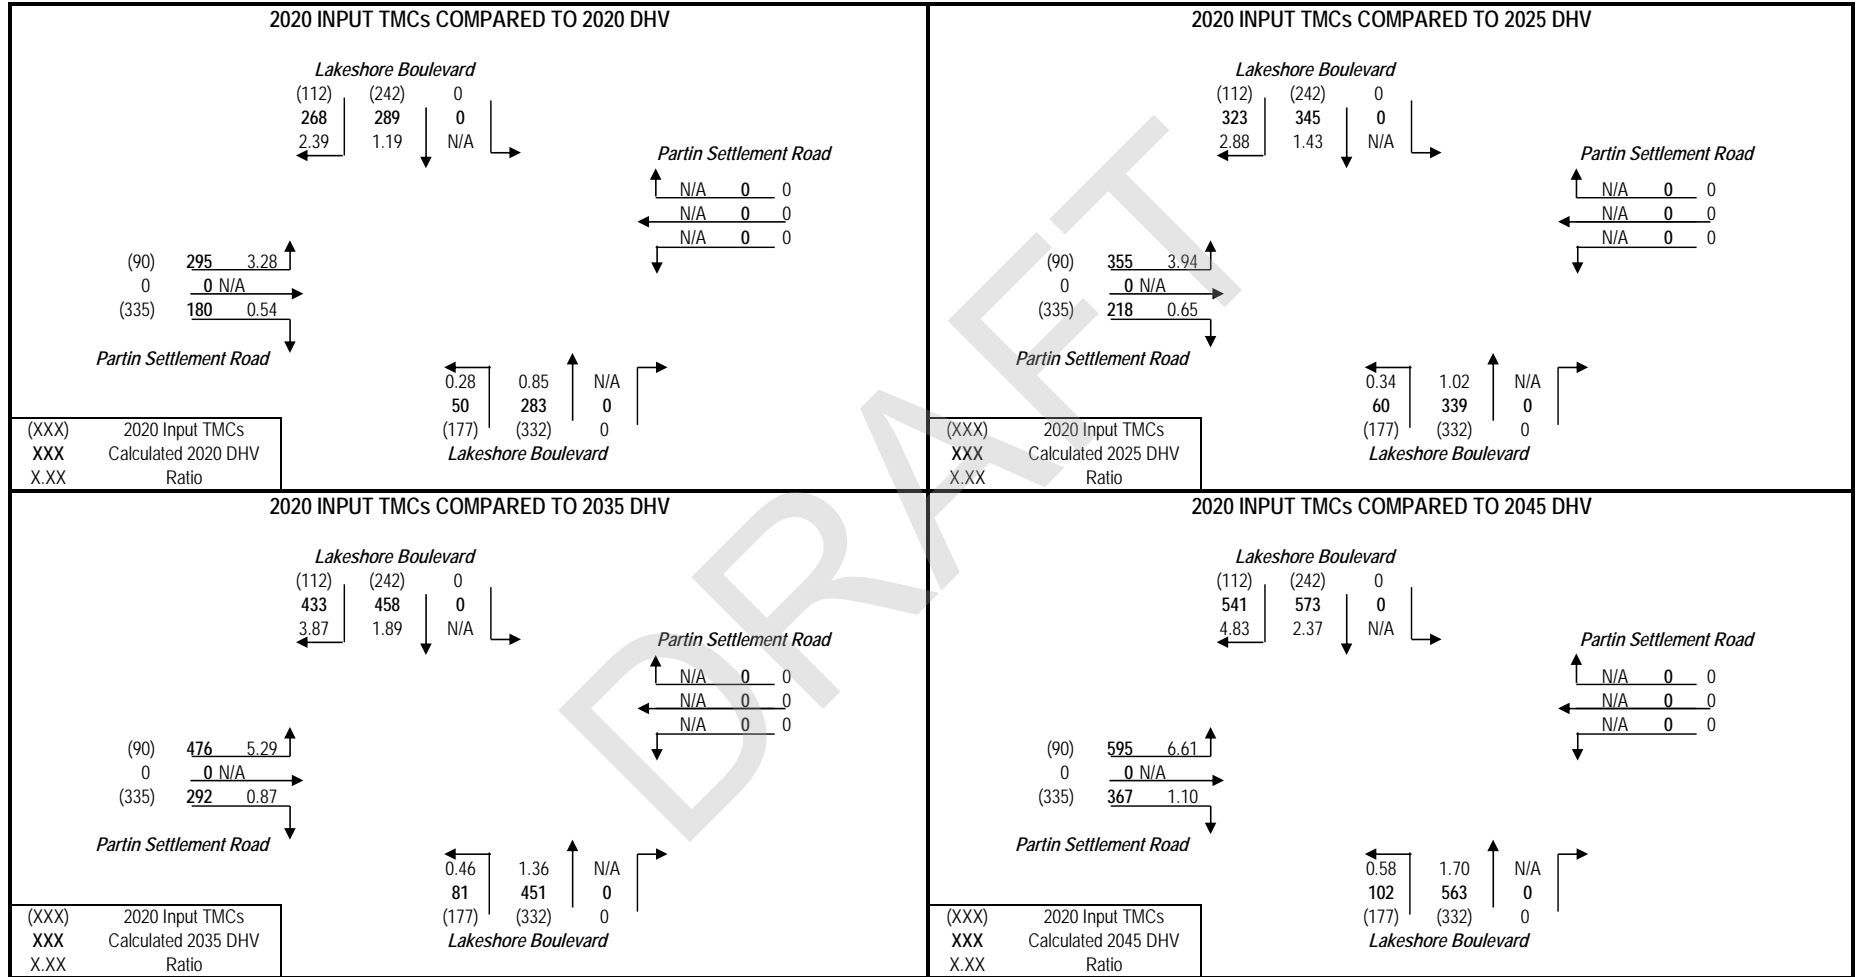 2020 INPUT TMCs COMPARED TO 2020 DHV
Lakeshore Boulevard
(112) (242) 0
268 289 0
2.39 1.19 N/A
Partin Settlement Road
N/A 0 0
N/A 0 0
N/A 0 0
(90) 295 3.28
0 0 N/A
(335) 180 0.54
Partin Settlement Road
0.28 0.85 N/A
50 283 0
(177) (332) 0
Lakeshore Boulevard
(XXX) 2020 Input TMCs
XXX Calculated 2020 DHV
X.XX Ratio
2020 INPUT TMCs COMPARED TO 2025 DHV
Lakeshore Boulevard
(112) (242) 0
323 345 0
2.88 1.43 N/A
Partin Settlement Road
N/A 0 0
N/A 0 0
N/A 0 0
(90) 355 3.94
0 0 N/A
(335) 218 0.65
Partin Settlement Road
0.34 1.02 N/A
60 339 0
(177) (332) 0
Lakeshore Boulevard
(XXX) 2020 Input TMCs
XXX Calculated 2025 DHV
X.XX Ratio
2020 INPUT TMCs COMPARED TO 2035 DHV
Lakeshore Boulevard
(112) (242) 0
433 458 0
3.87 1.89 N/A
Partin Settlement Road
N/A 0 0
N/A 0 0
N/A 0 0
(90) 476 5.29
0 0 N/A
(335) 292 0.87
Partin Settlement Road
0.46 1.36 N/A
81 451 0
(177) (332) 0
Lakeshore Boulevard
(XXX) 2020 Input TMCs
XXX Calculated 2035 DHV
X.XX Ratio
2020 INPUT TMCs COMPARED TO 2045 DHV
Lakeshore Boulevard
(112) (242) 0
541 573 0
4.83 2.37 N/A
Partin Settlement Road
N/A 0 0
N/A 0 0
N/A 0 0
(90) 595 6.61
0 0 N/A
(335) 367 1.10
Partin Settlement Road
0.58 1.70 N/A
102 563 0
(177) (332) 0
Lakeshore Boulevard
(XXX) 2020 Input TMCs
XXX Calculated 2045 DHV
X.XX Ratio
DRAFT